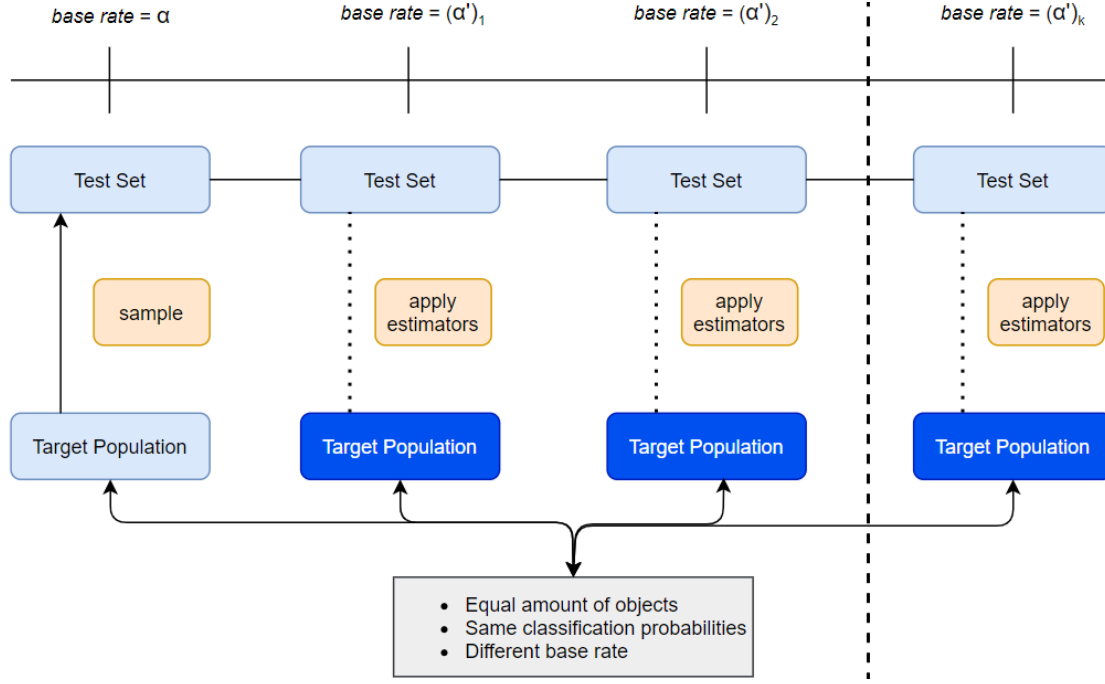 base rate = α
base rate = (α')₁
base rate = (α')₂
base rate = (α')ₖ
Test Set
Test Set
Test Set
Test Set
sample
apply
estimators
apply
estimators
apply
estimators
Target Population
Target Population
Target Population
Target Population
• Equal amount of objects
• Same classification probabilities
• Different base rate